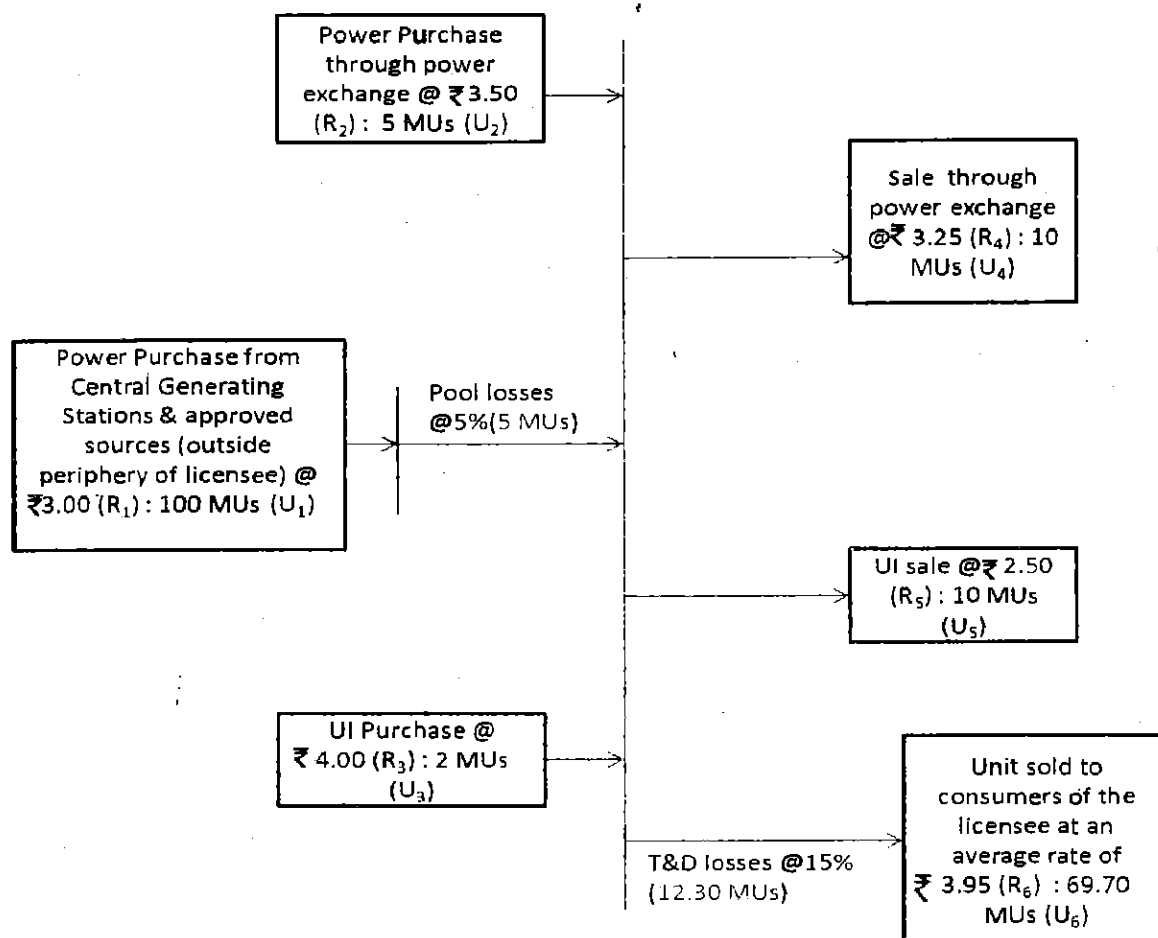 Power Purchase
through power
exchange @ ₹3.50
(R₂) : 5 MUs (U₂)
Sale through
power exchange
@₹ 3.25 (R₄) : 10
MUs (U₄)
Power Purchase from
Central Generating
Stations & approved
sources (outside
periphery of licensee) @
₹3.00 (R₁) : 100 MUs (U₁)
Pool losses
@5%(5 MUs)
UI sale @₹ 2.50
(R₅) : 10 MUs
(U₅)
UI Purchase @
₹ 4.00 (R₃) : 2 MUs
(U₃)
T&D losses @15%
(12.30 MUs)
Unit sold to
consumers of the
licensee at an
average rate of
₹ 3.95 (R₆) : 69.70
MUs (U₆)